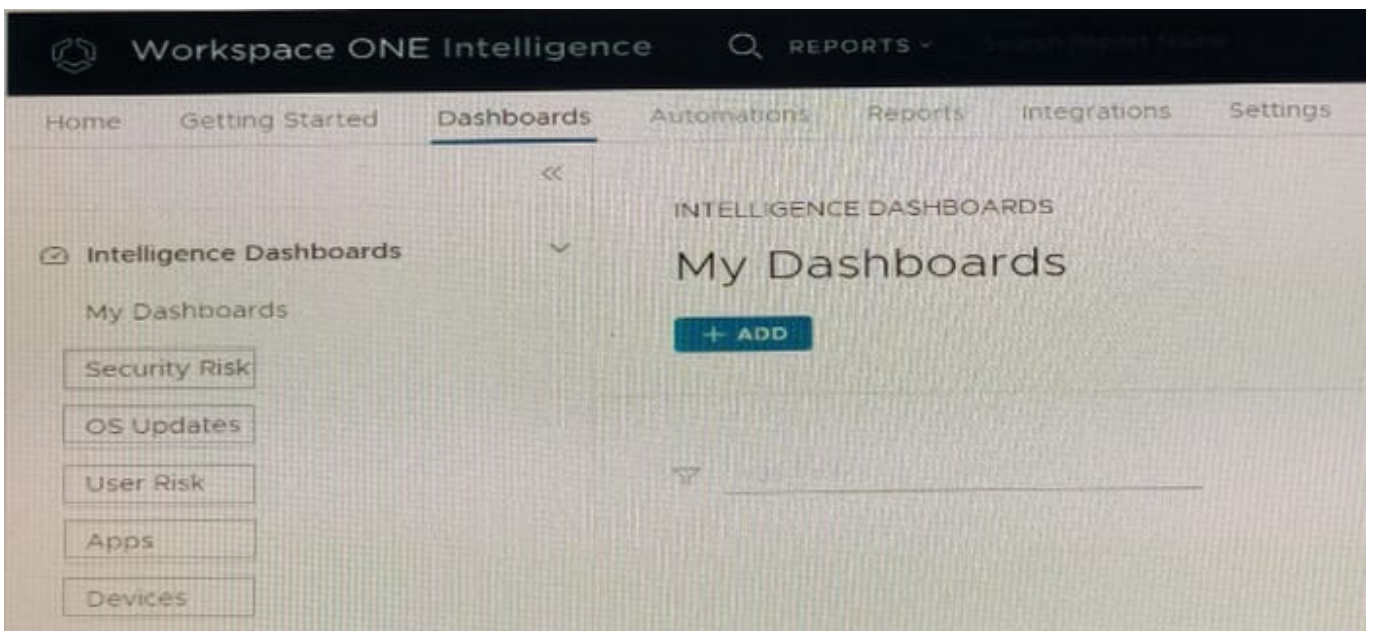 Workspace ONE Intelligence REPORTS
Home Getting Started Dashboards Automations Reports Integrations Settings
INTELLIGENCE DASHBOARDS
My Dashboards
+ ADD
Intelligence Dashboards
My Dashboards
Security Risk
OS Updates
User Risk
Apps
Devices